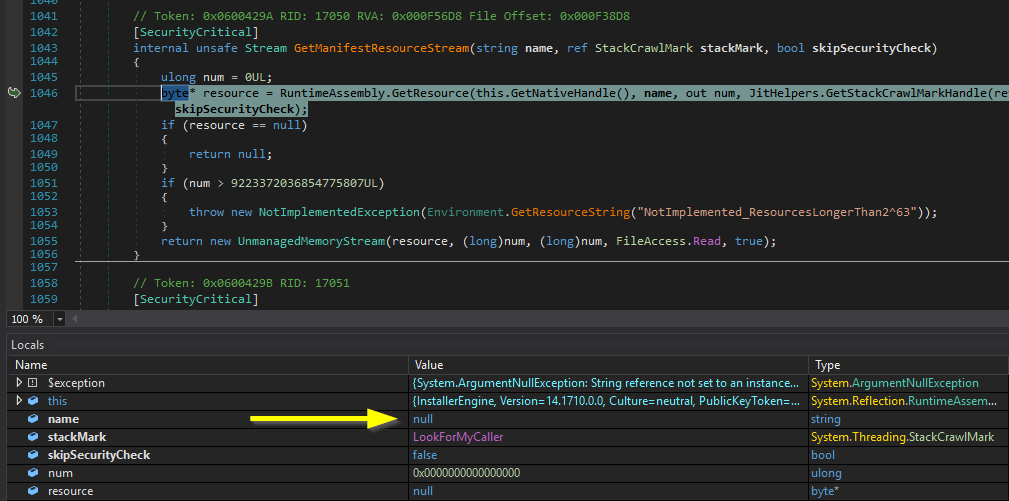 1040
1041 // Token: 0x0600429A RID: 17050 RVA: 0x000F56D8 File Offset: 0x000F38D8
1042 [SecurityCritical]
1043 internal unsafe Stream GetManifestResourceStream(string name, ref StackCrawlMark stackMark, bool skipSecurityCheck)
1044 {
1045 ulong num = 0UL;
1046 byte* resource = RuntimeAssembly.GetResource(this.GetNativeHandle(), name, out num, JitHelpers.GetStackCrawlMarkHandle(re
skipSecurityCheck);
1047 if (resource == null)
1048 {
1049 return null;
1050 }
1051 if (num > 9223372036854775807UL)
1052 {
1053 throw new NotImplementedException(Environment.GetResourceString("NotImplemented_ResourcesLongerThan2^63"));
1054 }
1055 return new UnmanagedMemoryStream(resource, (long)num, (long)num, FileAccess.Read, true);
1056 }
1057
1058 // Token: 0x0600429B RID: 17051
1059 [SecurityCritical]
100 %
Locals
Name Value Type
$exception {System.ArgumentNullException: String reference not set to an instance... System.ArgumentNullException
this {InstallerEngine, Version=14.1710.0.0, Culture=neutral, PublicKeyToken=... System.Reflection.RuntimeAssem...
name null string
stackMark LookForMyCaller System.Threading.StackCrawlMark
skipSecurityCheck false bool
num 0x0000000000000000 ulong
resource null byte*